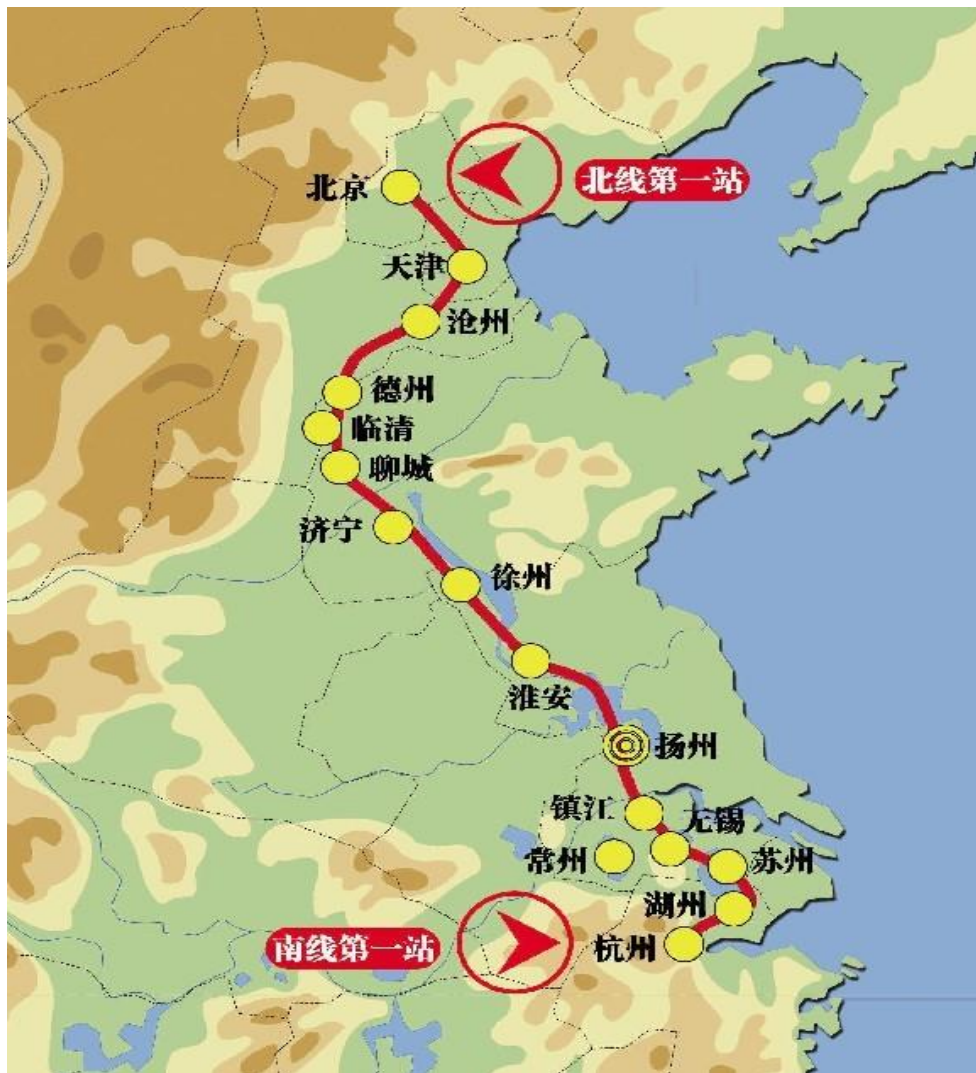 北京
北线第一站
天津
沧州
德州
临清
聊城
济宁
徐州
淮安
扬州
镇江
无锡
常州
苏州
湖州
南线第一站
杭州